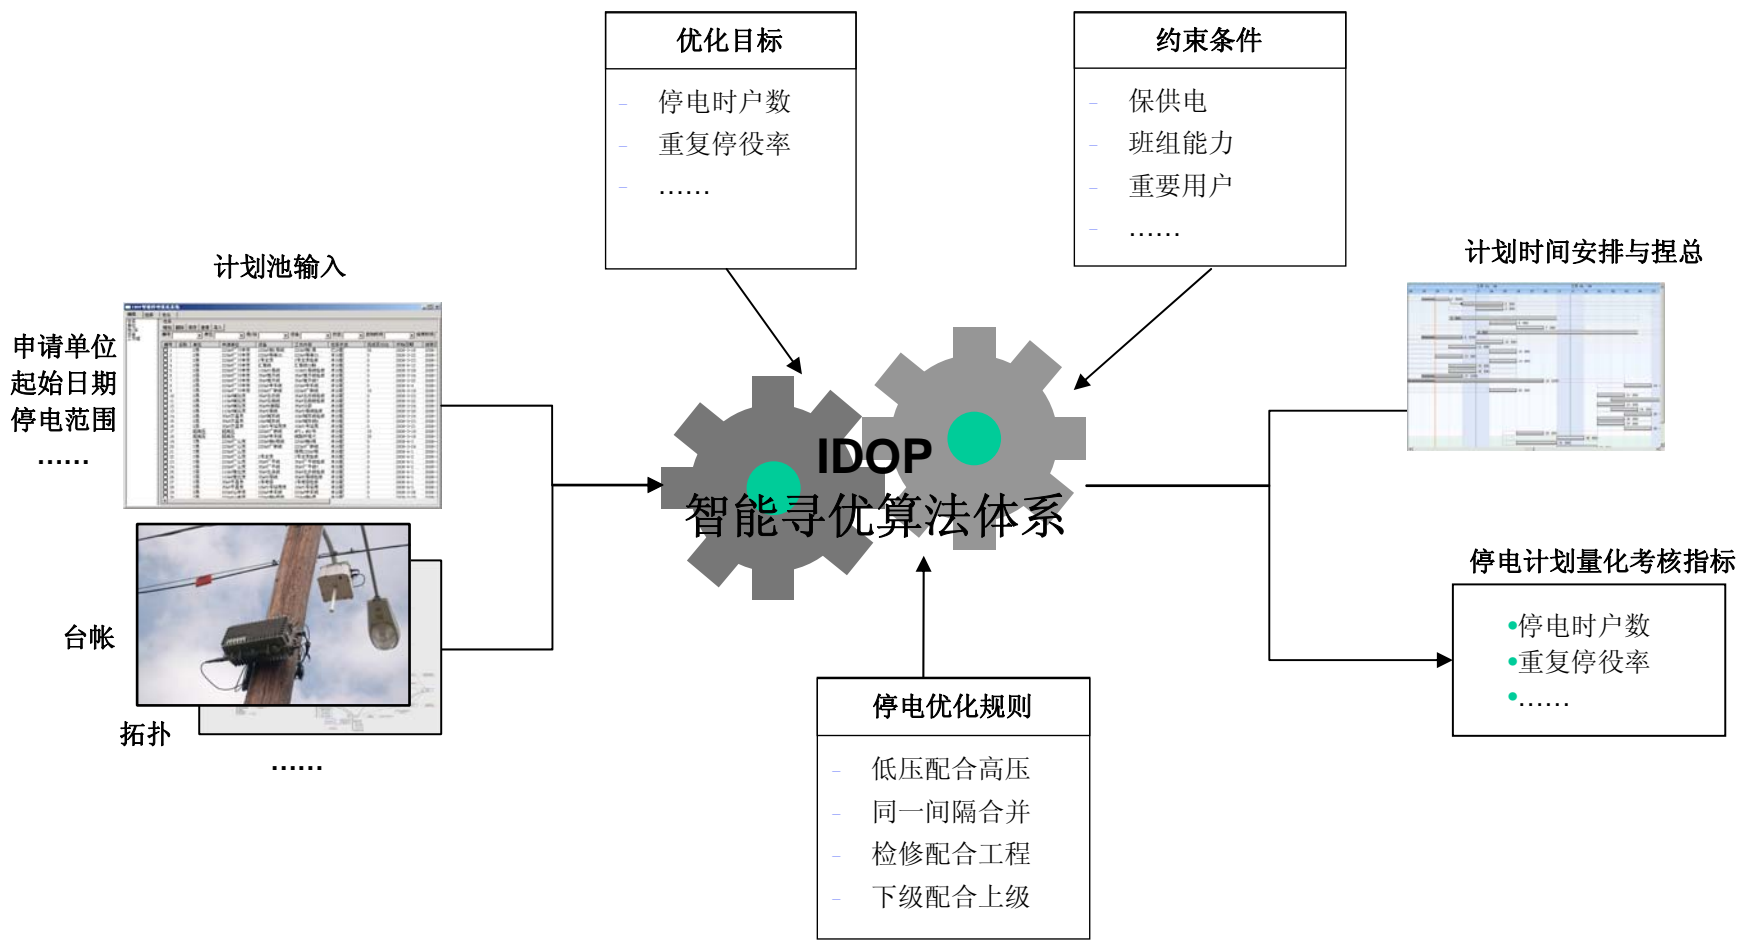 优化目标
停电时户数
重复停役率
……
约束条件
保供电
班组能力
重要用户
……
计划池输入
申请单位
起始日期
停电范围
……
台帐
拓扑
……
IDOP
智能寻优算法体系
停电优化规则
低压配合高压
同一间隔合并
检修配合工程
下级配合上级
计划时间安排与捏总
停电计划量化考核指标
停电时户数
重复停役率
……